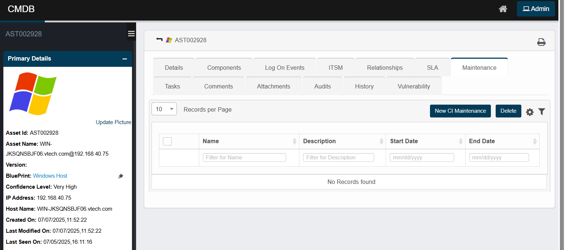 CMDB
Admin
AST002928
Primary Details
Update Picture
Asset Id: AST002928
Asset Name: WIN-
JKSQNSBJF06.vtech.com@192.168.40.75
Version:
BluePrint: Windows Host
Confidence Level: Very High
IP Address: 192.168.40.75
Host Name: WIN-JKSQNSBJF06.vtech.com
Created On: 07/07/2025,11:52:22
Last Modified On: 07/07/2025,11:52:22
Last Seen On: 07/05/2025,16:11:16
AST002928
Details Components Log On Events ITSM Relationships SLA Maintenance
Tasks Comments Attachments Audits History Vulnerability
10 Records per Page New CI Maintenance Delete
Name Description Start Date End Date
Filter for Name Filter for Description mm/dd/yyyy mm/dd/yyyy
No Records found